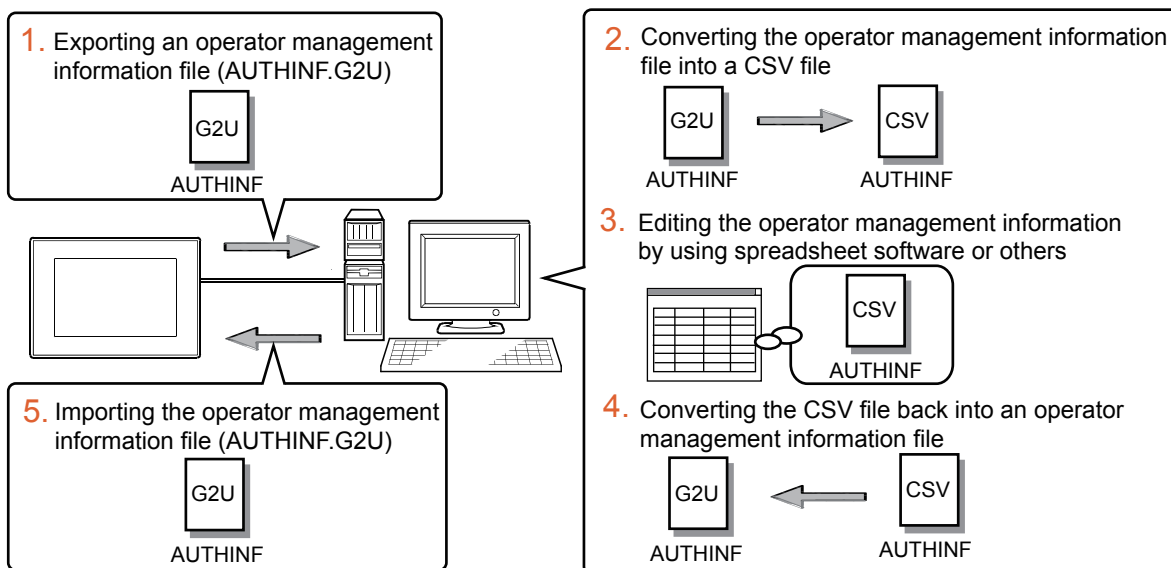 1. Exporting an operator management
information file (AUTHINF.G2U)
G2U
AUTHINF
2. Converting the operator management information
file into a CSV file
G2U
CSV
AUTHINF
AUTHINF
3. Editing the operator management information
by using spreadsheet software or others
CSV
AUTHINF
4. Converting the CSV file back into an operator
management information file
G2U
CSV
AUTHINF
AUTHINF
5. Importing the operator management
information file (AUTHINF.G2U)
G2U
AUTHINF